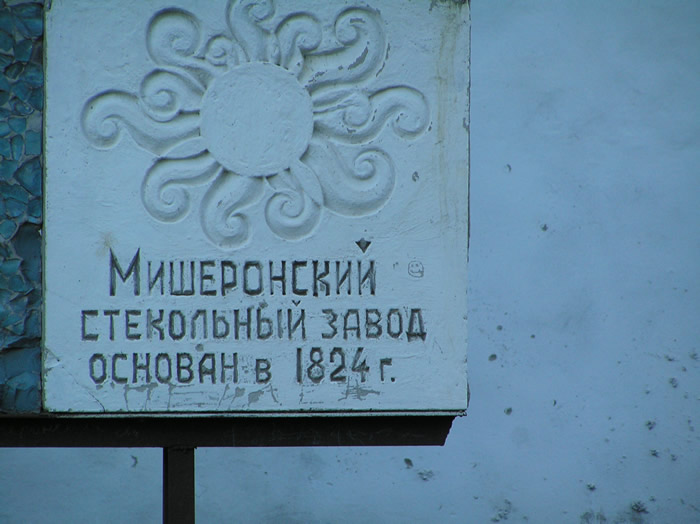 Мишеронский
стекольный завод
основан в 1824 г.